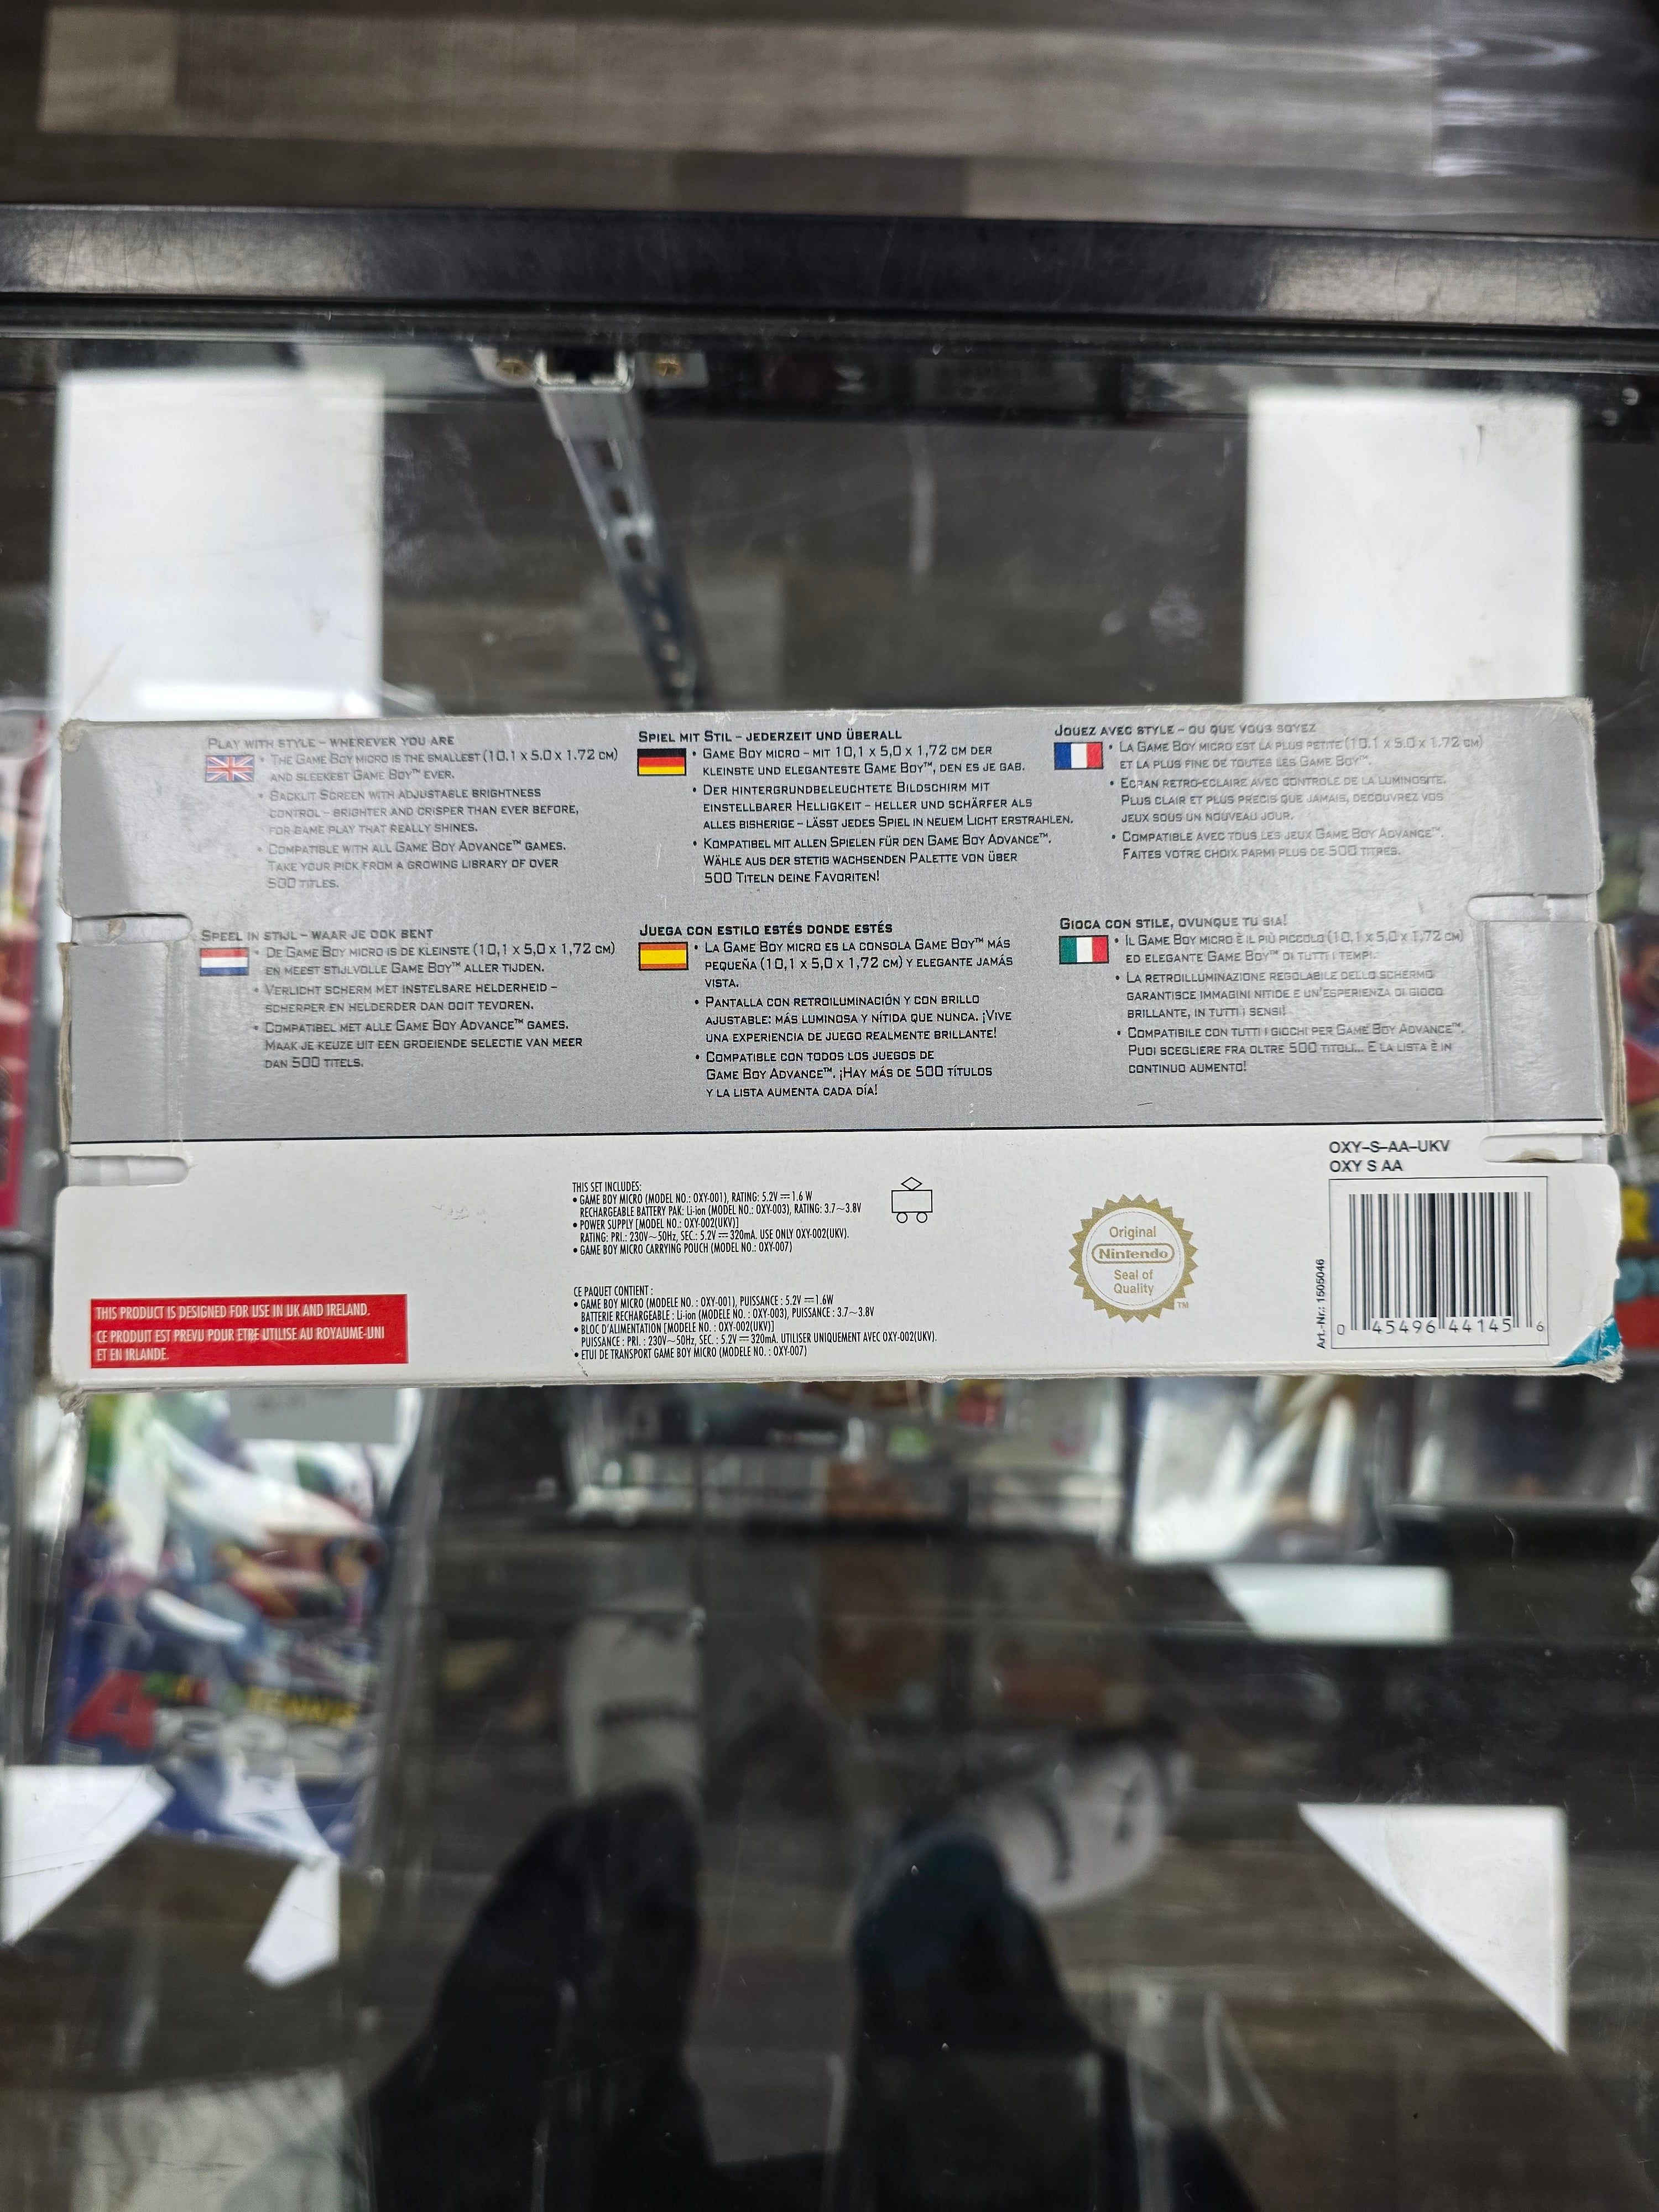 PLAY WITH STYLE – WHEREVER YOU ARE
• THE GAME BOY MICRO IS THE SMALLEST (10,1 x 5.0 x 1.72 CM)
AND SLEEKEST GAME BOY™ EVER.
• BACKLIT SCREEN WITH ADJUSTABLE BRIGHTNESS
CONTROL – BRIGHTER AND CRISPER THAN EVER BEFORE,
FOR GAME PLAY THAT REALLY SHINES.
• COMPATIBLE WITH ALL GAME BOY ADVANCE™ GAMES.
TAKE YOUR PICK FROM A GROWING LIBRARY OF OVER
500 TITLES.
SPIEL MIT STIL – JEDERZEIT UND ÜBERALL
• GAME BOY MICRO – MIT 10,1 x 5,0 x 1,72 CM DER
KLEINSTE UND ELEGANTESTE GAME BOY™, DEN ES JE GAB.
• DER HINTERGRUNDBELEUCHTETE BILDSCHIRM MIT
EINSTELLBARER HELLIGKEIT – HELLER UND SCHÄRFER ALS
ALLES BISHERIGE – LÄSST JEDES SPIEL IN NEUEM LICHT ERSTRAHLEN.
• KOMPATIBEL MIT ALLEN SPIELEN FÜR DEN GAME BOY ADVANCE™.
WÄHLE AUS DER STETIG WACHSENDEN PALETTE VON ÜBER
500 TITELN DEINE FAVORITEN!
JOUEZ AVEC STYLE – OU QUE VOUS SOYEZ
• LA GAME BOY MICRO EST LA PLUS PETITE (10.1 x 5.0 x 1.72 CM)
ET LA PLUS FINE DE TOUTES LES GAME BOY™.
• ECRAN RETRO-ECLAIRE AVEC CONTROLE DE LA LUMINOSITE.
PLUS CLAIR ET PLUS PRECIS QUE JAMAIS, DECOUVREZ VOS
JEUX SOUS UN NOUVEAU JOUR.
• COMPATIBLE AVEC TOUS LES JEUX GAME BOY ADVANCE™.
FAITES VOTRE CHOIX PARMI PLUS DE 500 TITRES.
SPEEL IN STIJL – WAAR JE OOK BENT
• DE GAME BOY MICRO IS DE KLEINSTE (10,1 x 5,0 x 1,72 CM)
EN MEEST STIJLVOLLE GAME BOY™ ALLER TIJDEN.
• VERLICHT SCHERM MET INSTELBARE HELDERHEID –
SCHERPER EN HELDERDER DAN OOIT TEVOREN.
• COMPATIBEL MET ALLE GAME BOY ADVANCE™ GAMES.
MAAK JE KEUZE UIT EEN GROEIENDE SELECTIE VAN MEER
DAN 500 TITELS.
JUEGA CON ESTILO ESTÉS DONDE ESTÉS
• LA GAME BOY MICRO ES LA CONSOLA GAME BOY™ MÁS
PEQUEÑA (10,1 x 5,0 x 1,72 CM) Y ELEGANTE JAMÁS
VISTA.
• PANTALLA CON RETROILUMINACIÓN Y CON BRILLO
AJUSTABLE: MÁS LUMINOSA Y NÍTIDA QUE NUNCA. ¡VIVE
UNA EXPERIENCIA DE JUEGO REALMENTE BRILLANTE!
• COMPATIBLE CON TODOS LOS JUEGOS DE
GAME BOY ADVANCE™. ¡HAY MÁS DE 500 TÍTULOS
Y LA LISTA AUMENTA CADA DÍA!
GIOCA CON STILE, OVUNQUE TU SIA!
• IL GAME BOY MICRO È IL PIÙ PICCOLO (10,1 x 5,0 x 1,72 CM)
ED ELEGANTE GAME BOY™ DI TUTTI I TEMPI.
• LA RETROILLUMINAZIONE REGOLABILE DELLO SCHERMO
GARANTISCE IMMAGINI NITIDE E UN'ESPERIENZA DI GIOCO
BRILLANTE, IN TUTTI I SENSI!
• COMPATIBILE CON TUTTI I GIOCHI PER GAME BOY ADVANCE™.
PUOI SCEGLIERE FRA OLTRE 500 TITOLI... E LA LISTA È IN
CONTINUO AUMENTO!
THIS PRODUCT IS DESIGNED FOR USE IN UK AND IRELAND.
CE PRODUIT EST PREVU POUR ETRE UTILISE AU ROYAUME-UNI
ET EN IRLANDE.
THIS SET INCLUDES:
• GAME BOY MICRO (MODEL NO.: OXY-001), RATING: 5.2V ⎓ 1.6 W
RECHARGEABLE BATTERY PAK: Li-ion (MODEL NO.: OXY-003), RATING: 3.7~3.8V
• POWER SUPPLY [MODEL NO.: OXY-002(UKV)]
RATING: PRI.: 230V~50Hz, SEC.: 5.2V ⎓ 320mA. USE ONLY OXY-002(UKV).
• GAME BOY MICRO CARRYING POUCH (MODEL NO.: OXY-007)
CE PAQUET CONTIENT :
• GAME BOY MICRO (MODELE NO. : OXY-001), PUISSANCE : 5.2V ⎓ 1.6W
BATTERIE RECHARGEABLE : Li-ion (MODELE NO. : OXY-003), PUISSANCE : 3.7~3.8V
• BLOC D'ALIMENTATION [MODELE NO. : OXY-002(UKV)]
PUISSANCE : PRI. : 230V~50Hz, SEC. : 5.2V ⎓ 320mA. UTILISER UNIQUEMENT AVEC OXY-002(UKV).
• ETUI DE TRANSPORT GAME BOY MICRO (MODELE NO. : OXY-007)
Original
Nintendo
Seal of
Quality
TM
OXY–S–AA–UKV
OXY S AA
Art.-Nr.: 1505046
0 45496 44145 6
MARIO TENNIS
ACES